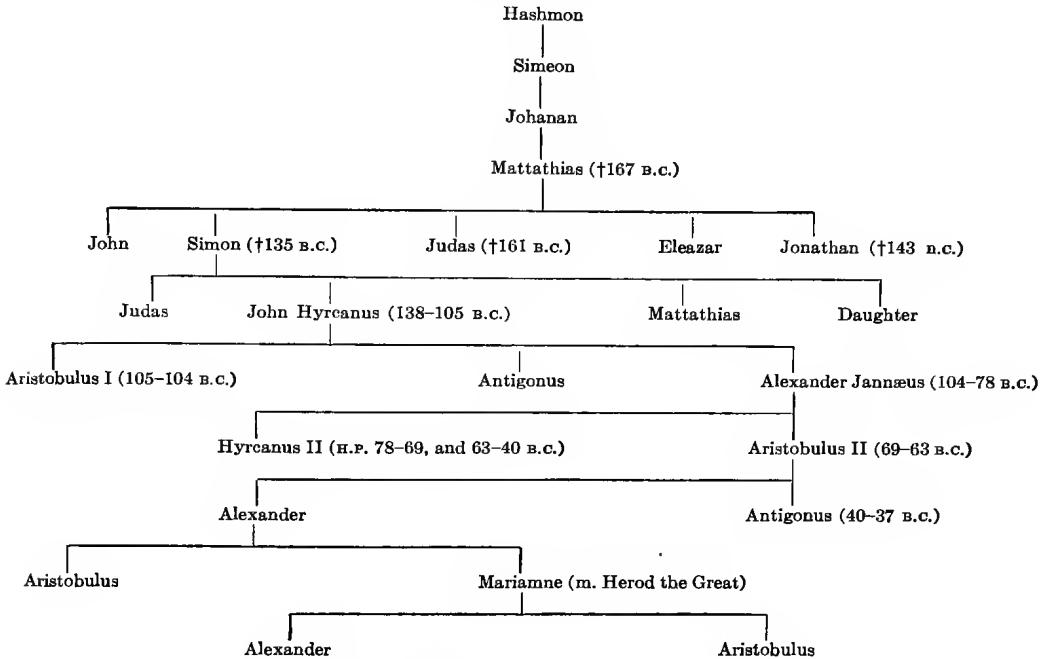 Hashmon
Simeon
Johanan
Mattathias (†167 B.C.)
John Simon (†135 B.C.) Judas (†161 B.C.) Eleazar Jonathan (†143 B.C.)
Judas John Hyrcanus (138–105 B.C.) Mattathias Daughter
Aristobulus I (105–104 B.C.) Antigonus Alexander Jannæus (104–78 B.C.)
Hyrcanus II (H.P. 78–69, and 63–40 B.C.) Aristobulus II (69–63 B.C.)
Alexander Antigonus (40–37 B.C.)
Aristobulus Mariamne (m. Herod the Great)
Alexander Aristobulus